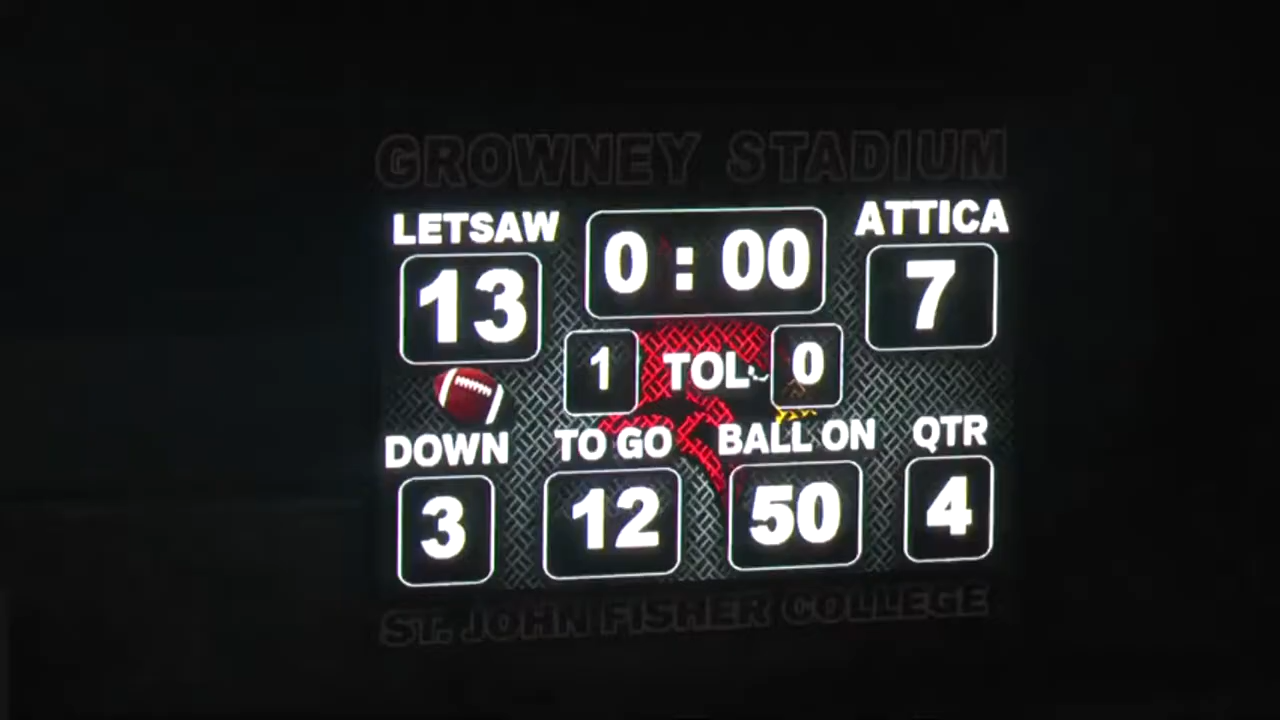 GROWNEY STADIUM
LETSAW 0:00 ATTICA
13 7
1 TOL 0
DOWN TO GO BALL ON QTR
3 12 50 4
ST. JOHN FISHER COLLEGE